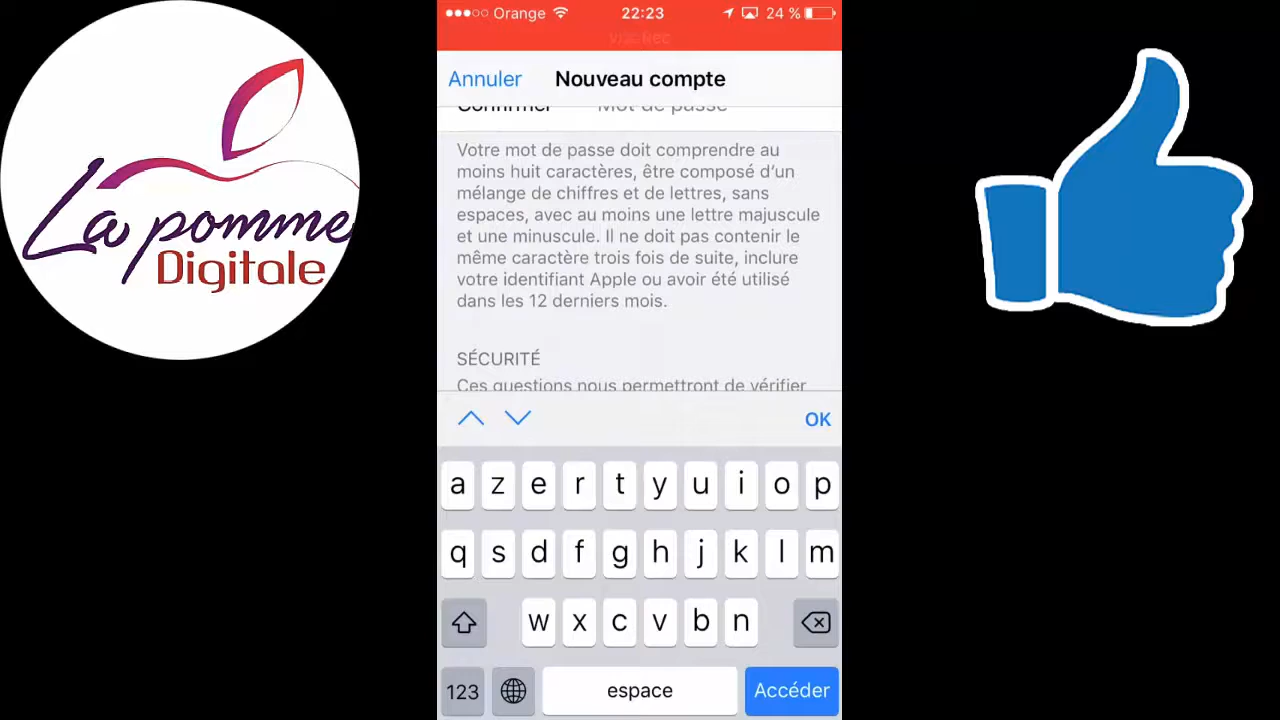 La pomme
Digitale
Orange 22:23 24 %
Annuler Nouveau compte
Confirmer Mot de passe
Votre mot de passe doit comprendre au
moins huit caractères, être composé d’un
mélange de chiffres et de lettres, sans
espaces, avec au moins une lettre majuscule
et une minuscule. Il ne doit pas contenir le
même caractère trois fois de suite, inclure
votre identifiant Apple ou avoir été utilisé
dans les 12 derniers mois.
SÉCURITÉ
Ces questions nous permettront de vérifier
OK
a z e r t y u i o p
q s d f g h j k l m
w x c v b n
123 espace Accéder